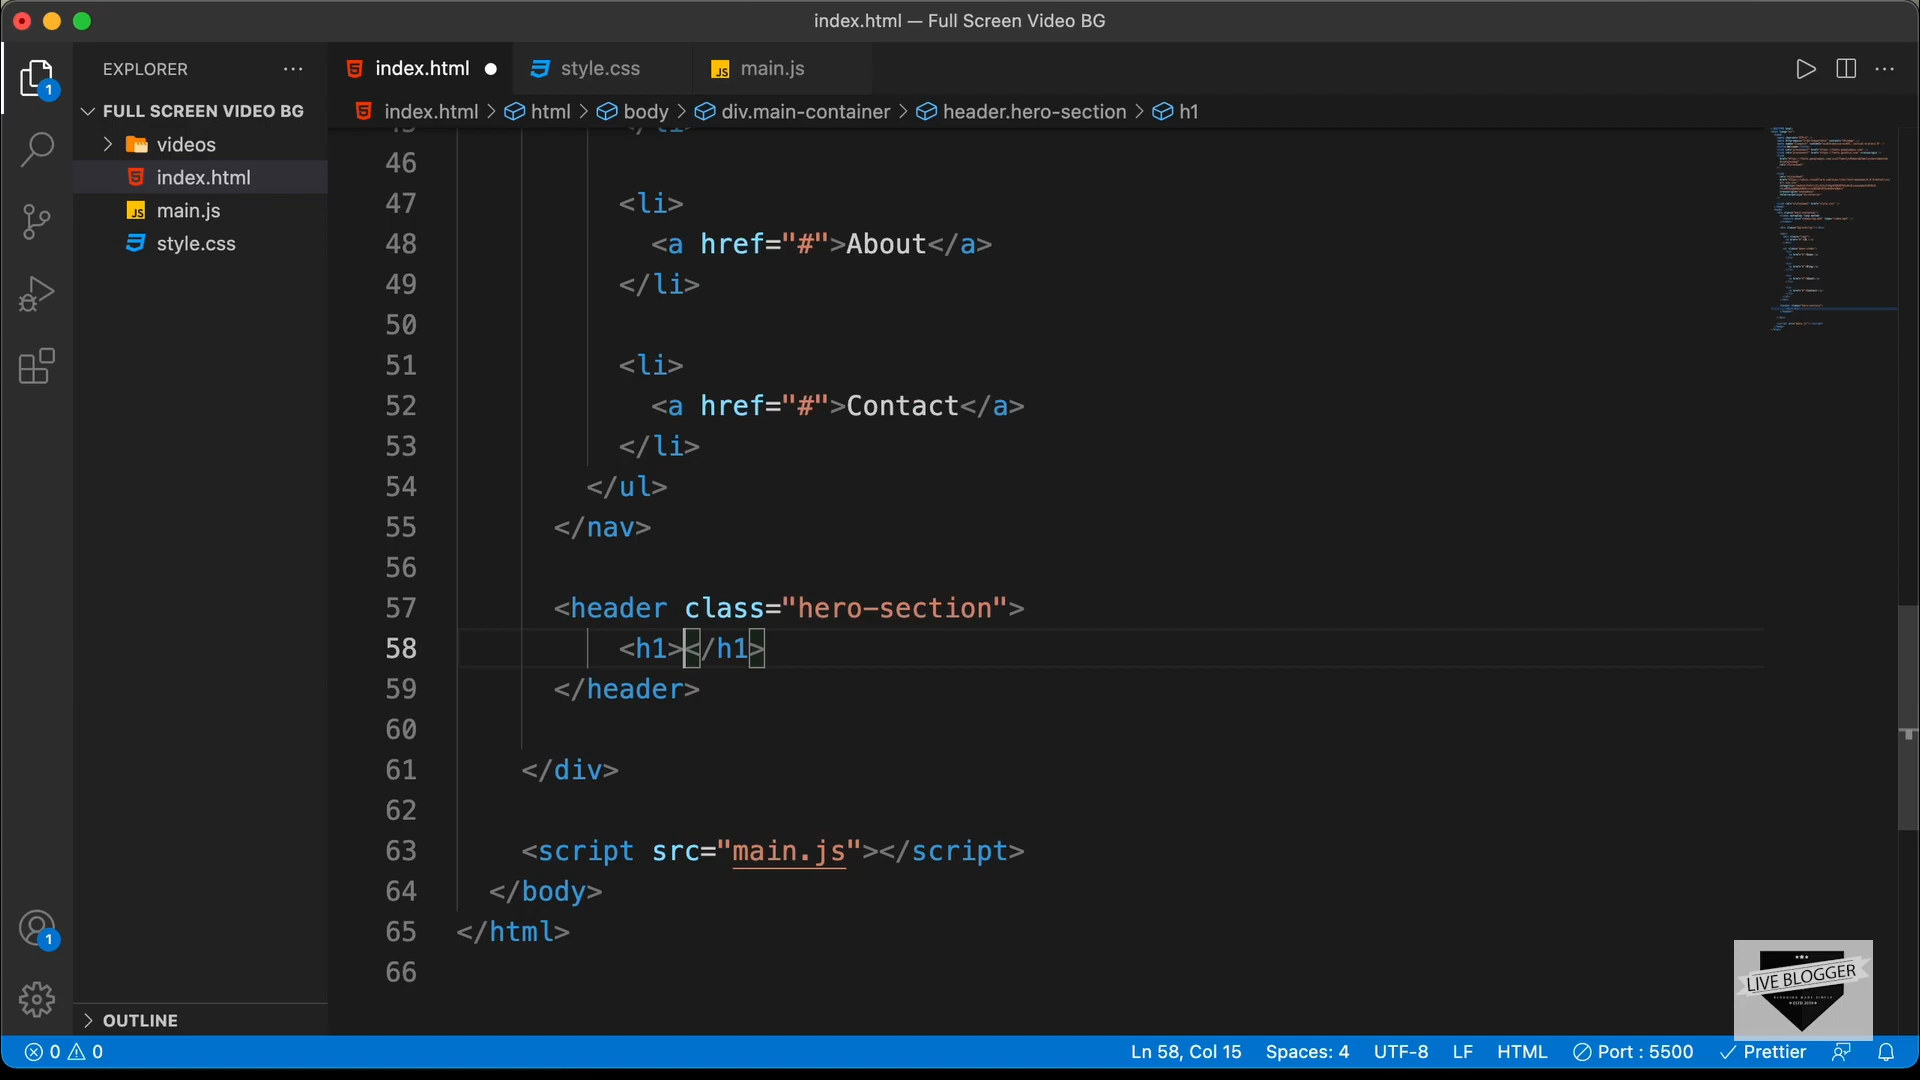 index.html — Full Screen Video BG
EXPLORER
index.html
style.css
main.js
1
FULL SCREEN VIDEO BG
videos
index.html
main.js
style.css
index.html > html > body > div.main-container > header.hero-section > h1
46
47 <li>
48 <a href="#">About</a>
49 </li>
50
51 <li>
52 <a href="#">Contact</a>
53 </li>
54 </ul>
55 </nav>
56
57 <header class="hero-section">
58 <h1></h1>
59 </header>
60
61 </div>
62
63 <script src="main.js"></script>
64 </body>
65 </html>
66
1
OUTLINE
LIVE BLOGGER
0 0
Ln 58, Col 15
Spaces: 4
UTF-8
LF
HTML
Port : 5500
Prettier